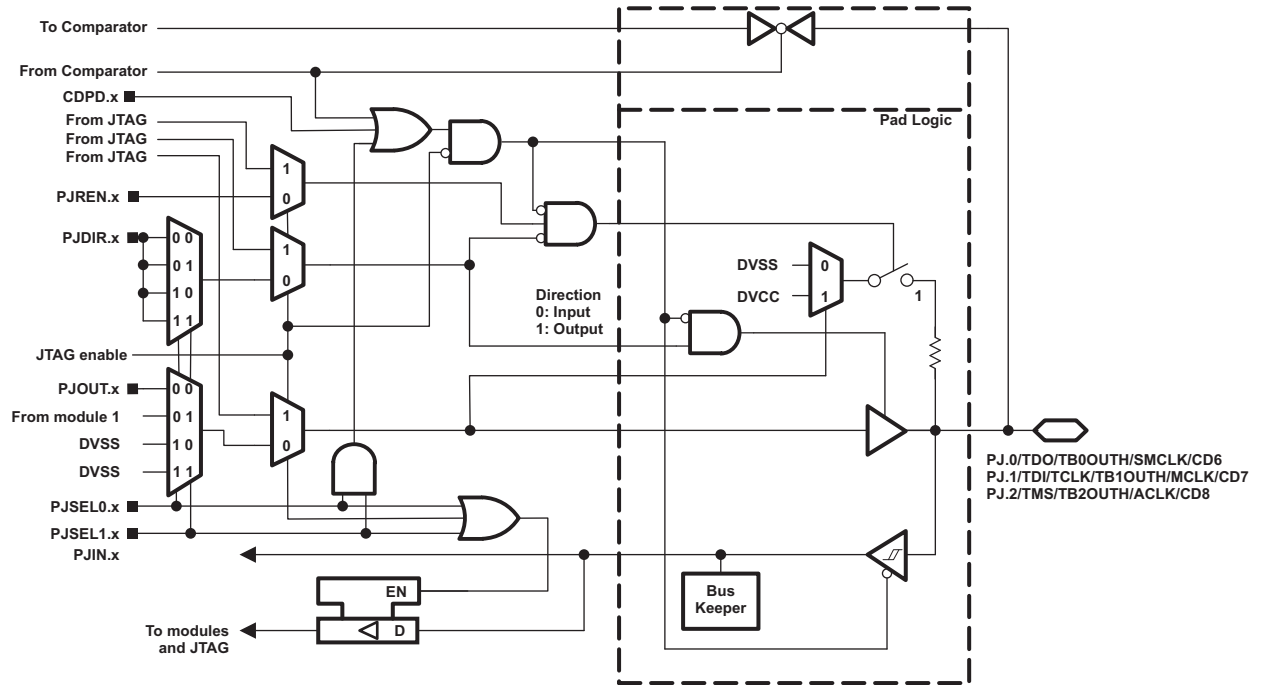 To Comparator
From Comparator
CDPD.x
From JTAG
From JTAG
From JTAG
Pad Logic
1
0
PJREN.x
PJDIR.x
0 0
0 1
1 0
1 1
1
0
DVSS
0
DVCC
1
1
Direction
0: Input
1: Output
JTAG enable
PJOUT.x
0 0
From module 1
0 1
DVSS
1 0
DVSS
1 1
1
0
PJ.0/TDO/TB0OUTH/SMCLK/CD6
PJ.1/TDI/TCLK/TB1OUTH/MCLK/CD7
PJ.2/TMS/TB2OUTH/ACLK/CD8
PJSEL0.x
PJSEL1.x
PJIN.x
EN
Bus
Keeper
D
To modules
and JTAG